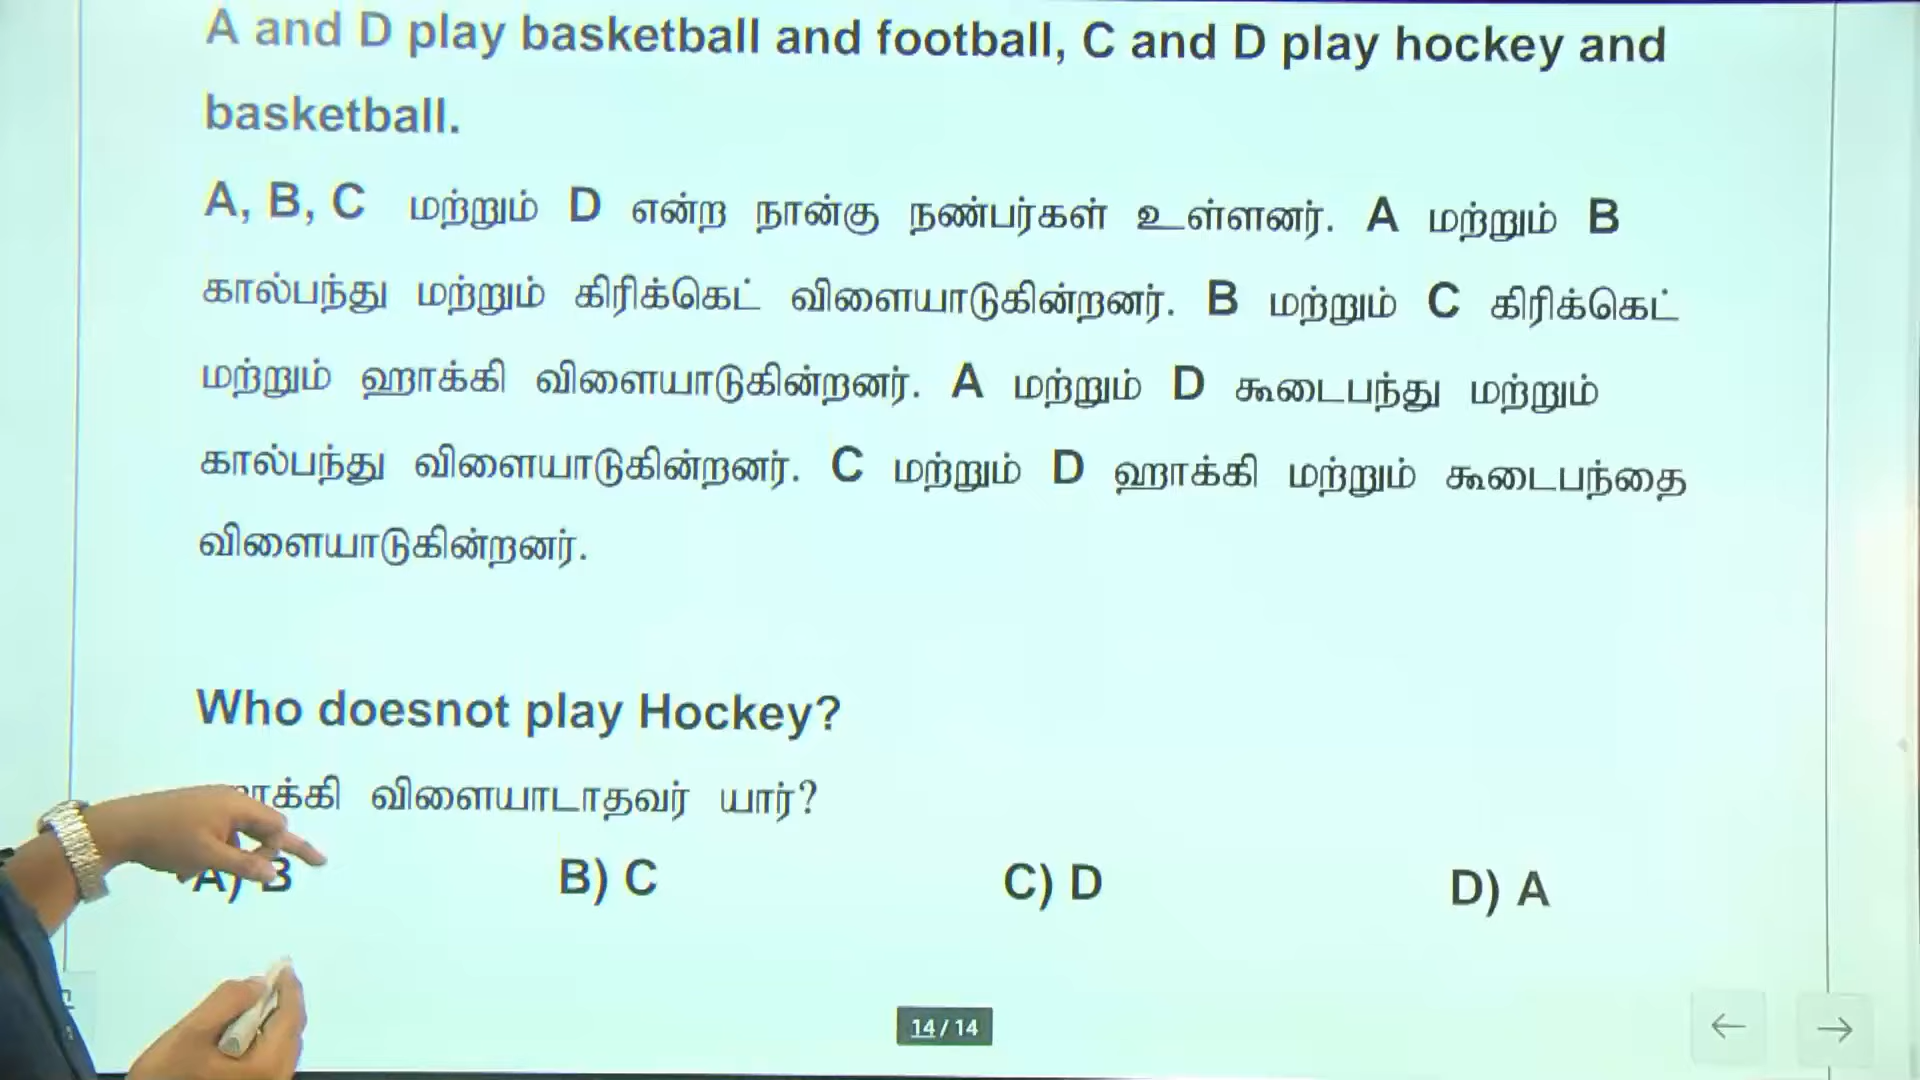 A and D play basketball and football, C and D play hockey and
basketball.
A, B, C மற்றும் D என்ற நான்கு நண்பர்கள் உள்ளனர். A மற்றும் B
கால்பந்து மற்றும் கிரிக்கெட் விளையாடுகின்றனர். B மற்றும் C கிரிக்கெட்
மற்றும் ஹாக்கி விளையாடுகின்றனர். A மற்றும் D கூடைபந்து மற்றும்
கால்பந்து விளையாடுகின்றனர். C மற்றும் D ஹாக்கி மற்றும் கூடைபந்தை
விளையாடுகின்றனர்.
Who doesnot play Hockey?
விளையாடாதவர் யார்?
A) B B) C C) D D) A
14 / 14